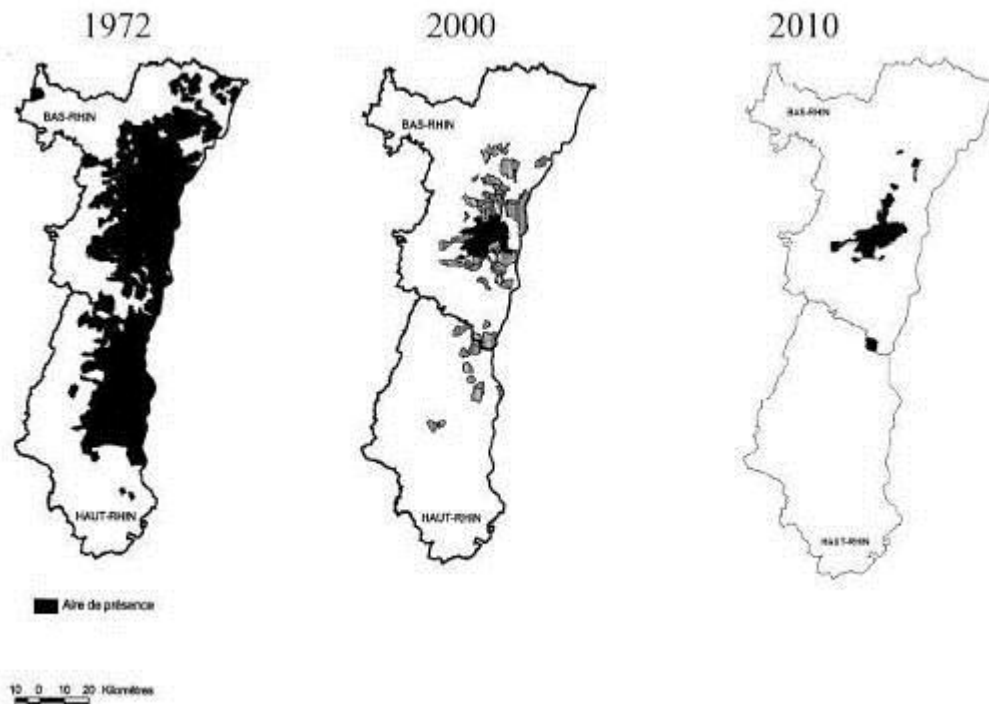 1972
2000
2010
BAS-RHIN
BAS-RHIN
BAS-RHIN
HAUT-RHIN
HAUT-RHIN
HAUT-RHIN
Aire de présence
10 0 10 20 Kilomètres